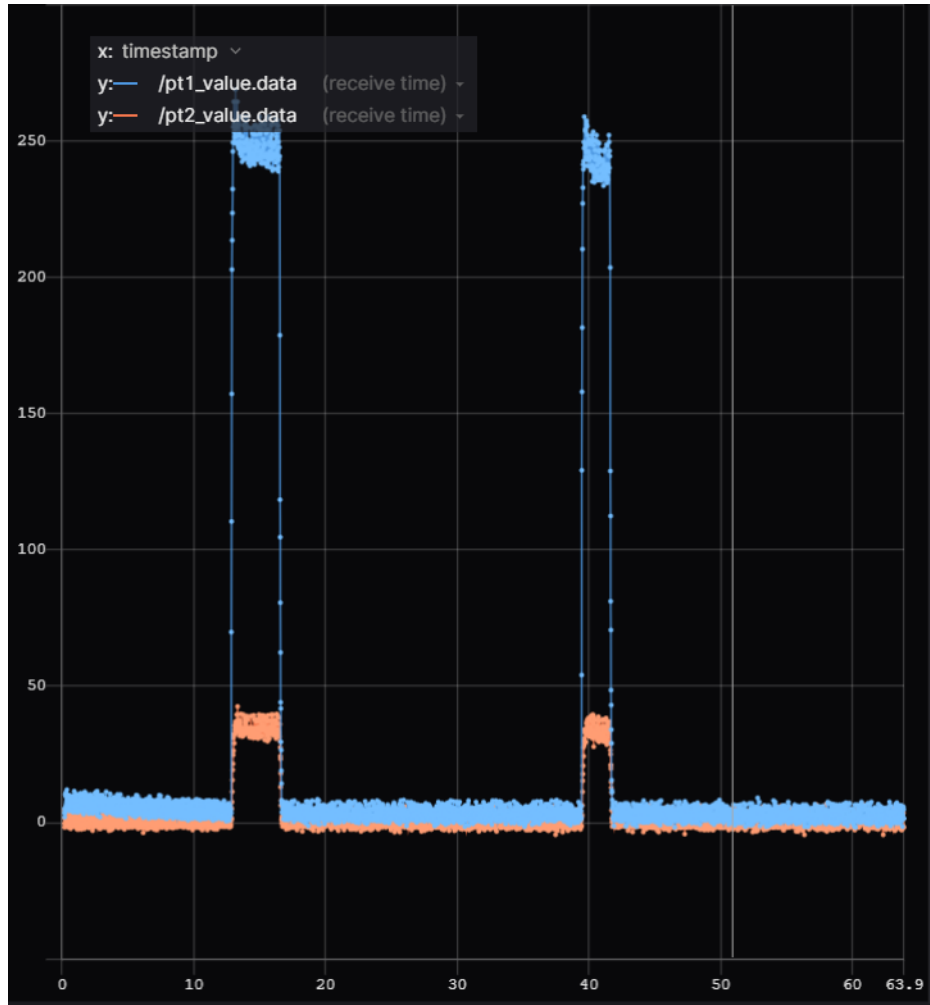 x: timestamp
y: /pt1_value.data (receive time)
y: /pt2_value.data (receive time)
250
200
150
100
50
0
0 10 20 30 40 50 60 63.9